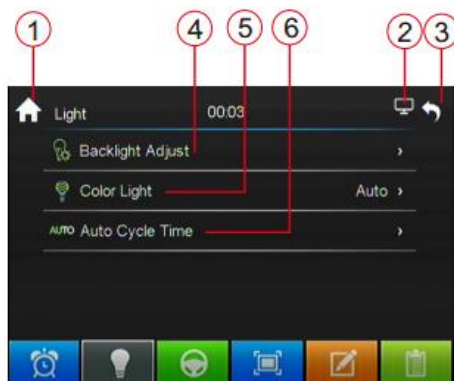 1 4 5 6 2 3
Light 00:03
Backlight Adjust
Color Light Auto
AUTO Auto Cycle Time